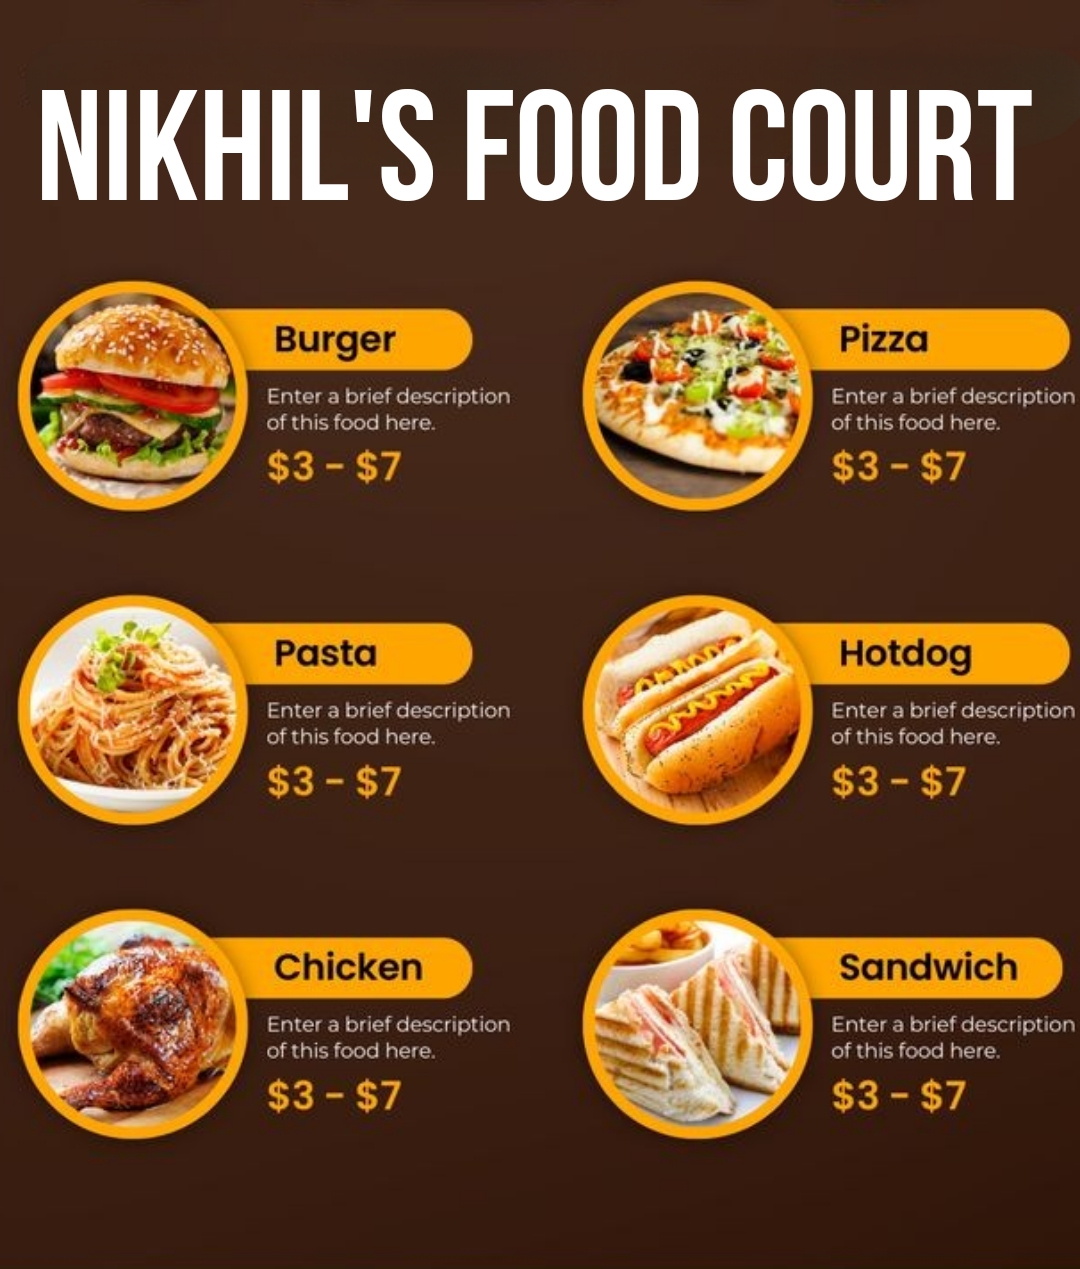 NIKHIL'S FOOD COURT
Burger
Enter a brief description
of this food here.
$3 - $7
Pizza
Enter a brief description
of this food here.
$3 - $7
Pasta
Enter a brief description
of this food here.
$3 - $7
Hotdog
Enter a brief description
of this food here.
$3 - $7
Chicken
Enter a brief description
of this food here.
$3 - $7
Sandwich
Enter a brief description
of this food here.
$3 - $7